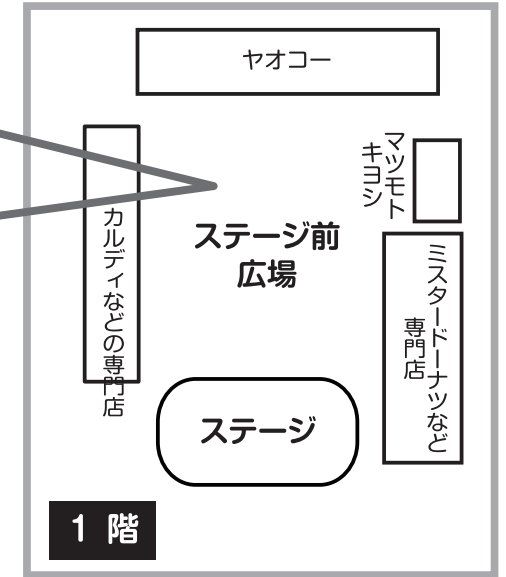 ヤオコー
マツモト
キヨシ
カルディなどの専門店
ステージ前
広場
ミスタードーナツなど
専門店
ステージ
1 階